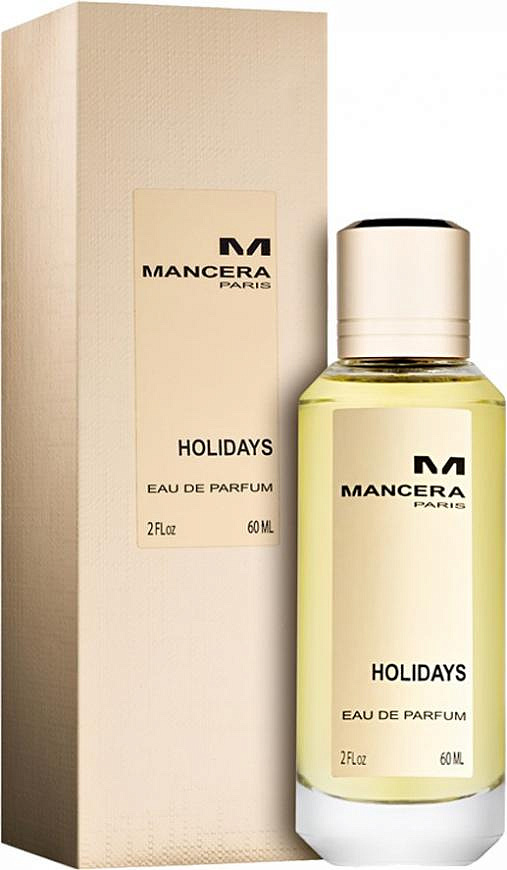 M
MANCERA
PARIS
HOLIDAYS
EAU DE PARFUM
2 FLoz 60 ML
M
MANCERA
PARIS
HOLIDAYS
EAU DE PARFUM
2 FLoz 60 ML